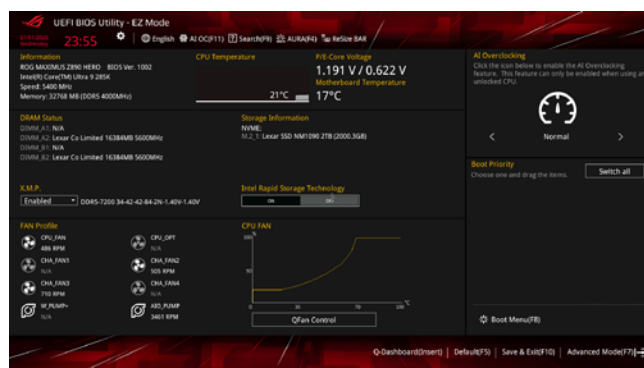 UEFI BIOS Utility - EZ Mode
Wednesday 23:55
English AI OC(F11) Search(F9) AURA(F4) ReSize BAR
Information
ROG MAXIMUS Z890 HERO BIOS Ver. 1002
Intel(R) Core(TM) Ultra 9 285K
Speed: 5400 MHz
Memory: 32768 MB (DDR5 4000MHz)
CPU Temperature
21°C
P/E-Core Voltage
1.191 V / 0.622 V
Motherboard Temperature
17°C
AI Overclocking
Click the icon below to enable the AI Overclocking
feature. This feature can only be enabled when using an
unlocked CPU.
Normal
DRAM Status
DIMM_A1: N/A
DIMM_A2: Lexar Co Limited 16384MB 5600MHz
DIMM_B1: N/A
DIMM_B2: Lexar Co Limited 16384MB 5600MHz
Storage Information
NVME:
M.2_1: Lexar SSD NM1090 2TB (2000.3GB)
Boot Priority
Choose one and drag the items.
Switch all
X.M.P.
Enabled
DDR5-7200 34-42-42-84-2N-1.40V-1.40V
Intel Rapid Storage Technology
ON
FAN Profile
CPU_FAN
486 RPM
CPU_OPT
N/A
CHA_FAN1
N/A
CHA_FAN2
505 RPM
CHA_FAN3
710 RPM
CHA_FAN4
N/A
W_PUMP+
N/A
AIO_PUMP
3461 RPM
CPU FAN
%
100
50
0 30 70 100
°C
QFan Control
Boot Menu(F8)
Q-Dashboard(Insert) | Default(F5) | Save & Exit(F10) | Advanced Mode(F7)